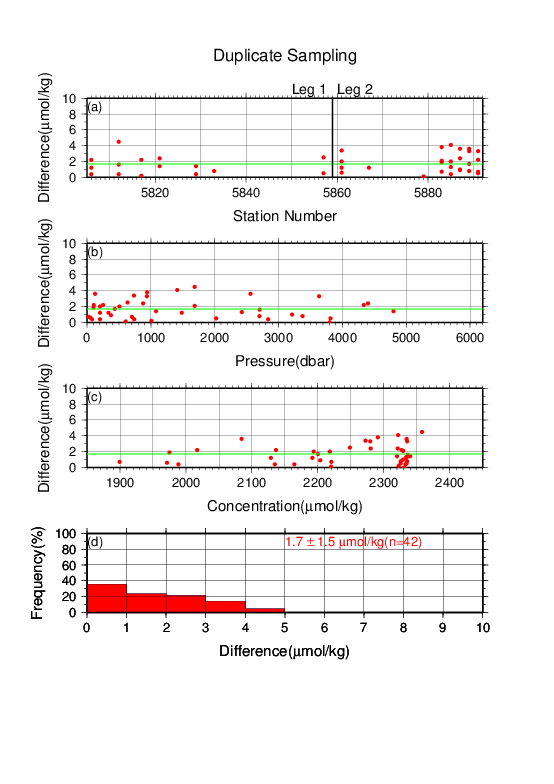 Duplicate Sampling
Leg 1 Leg 2
Difference(μmol/kg)
10
8
6
4
2
0
(a)
5820 5840 5860 5880
Station Number
Difference(μmol/kg)
10
8
6
4
2
0
(b)
0 1000 2000 3000 4000 5000 6000
Pressure(dbar)
Difference(μmol/kg)
10
8
6
4
2
0
(c)
1900 2000 2100 2200 2300 2400
Concentration(μmol/kg)
Frequency(%)
100
80
60
40
20
0
(d)
1.7 ± 1.5 μmol/kg(n=42)
0 1 2 3 4 5 6 7 8 9 10
Difference(μmol/kg)